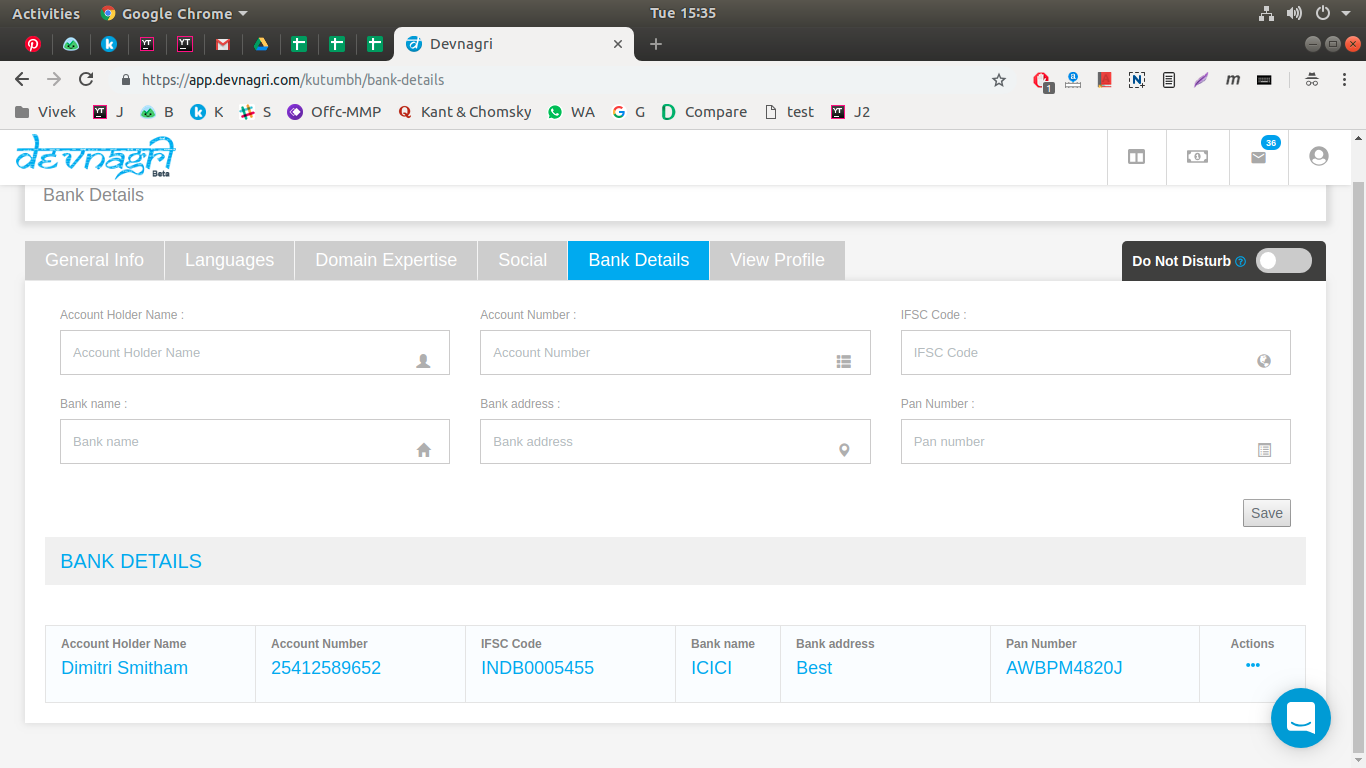 Activities Google Chrome Tue 15:35
Devnagri
https://app.devnagri.com/kutumbh/bank-details
1
Vivek J B K S Offc-MMP Kant & Chomsky WA G Compare test J2
devnagri
Beta
36
Bank Details
General Info Languages Domain Expertise Social Bank Details View Profile Do Not Disturb
Account Holder Name : Account Number : IFSC Code :
Account Holder Name Account Number IFSC Code
Bank name : Bank address : Pan Number :
Bank name Bank address Pan number
Save
BANK DETAILS
Account Holder Name Account Number IFSC Code Bank name Bank address Pan Number Actions
Dimitri Smitham 25412589652 INDB0005455 ICICI Best AWBPM4820J •••